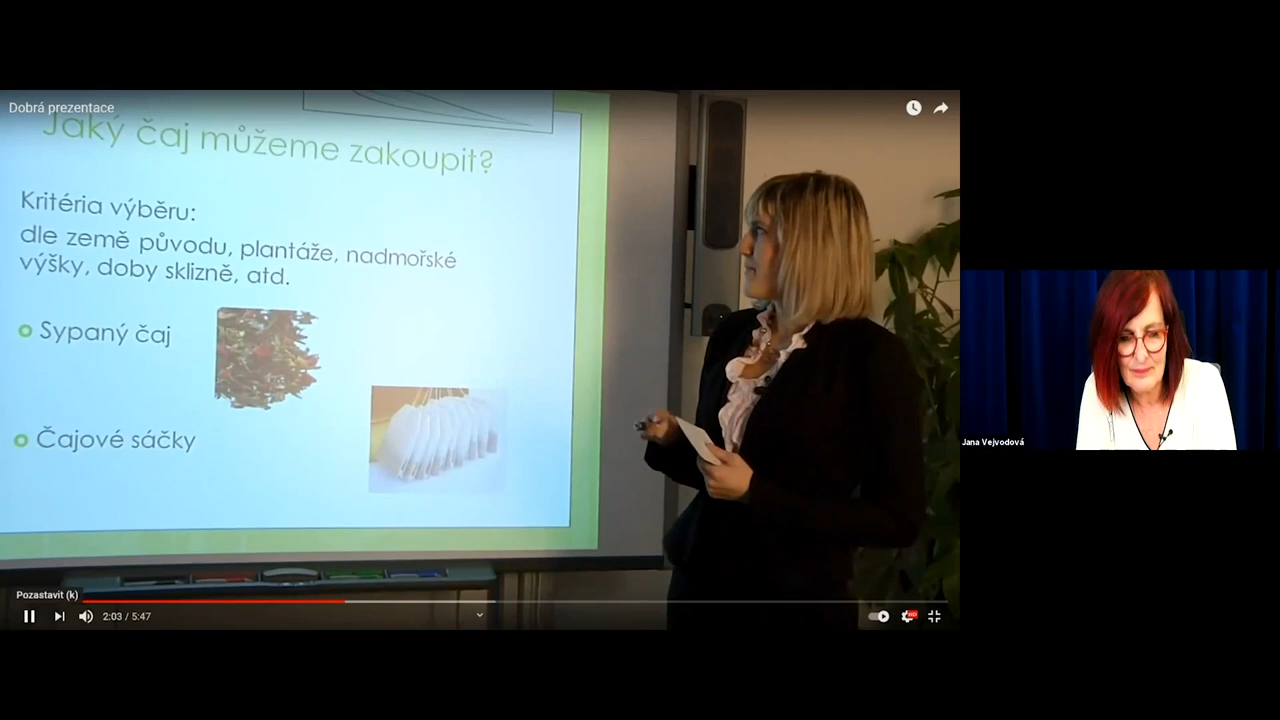 Dobrá prezentace
Jaký čaj můžeme zakoupit?
Kritéria výběru:
dle země původu, plantáže, nadmořské
výšky, doby sklizně, atd.
Sypaný čaj
Čajové sáčky
Pozastavit (k)
2:03 / 5:47
HD
Jana Vejvodová